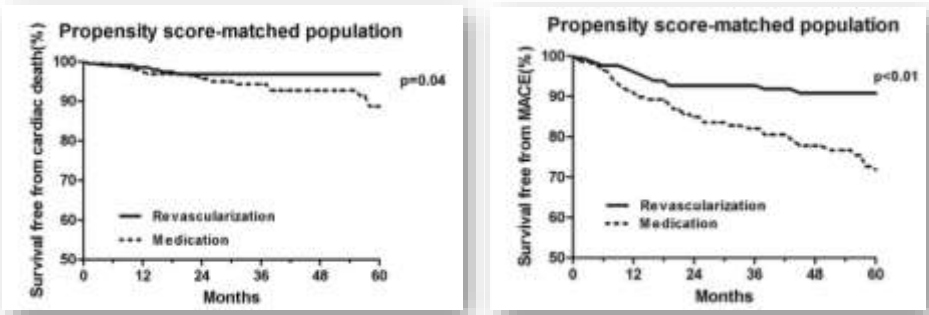 Propensity score-matched population
Survival free from cardiac death(%)
100
90
80
70
60
50
p=0.04
Revascularization
Medication
0 12 24 36 48 60
Months
Propensity score-matched population
Survival free from MACE(%)
100
90
80
70
60
50
p<0.01
Revascularization
Medication
0 12 24 36 48 60
Months